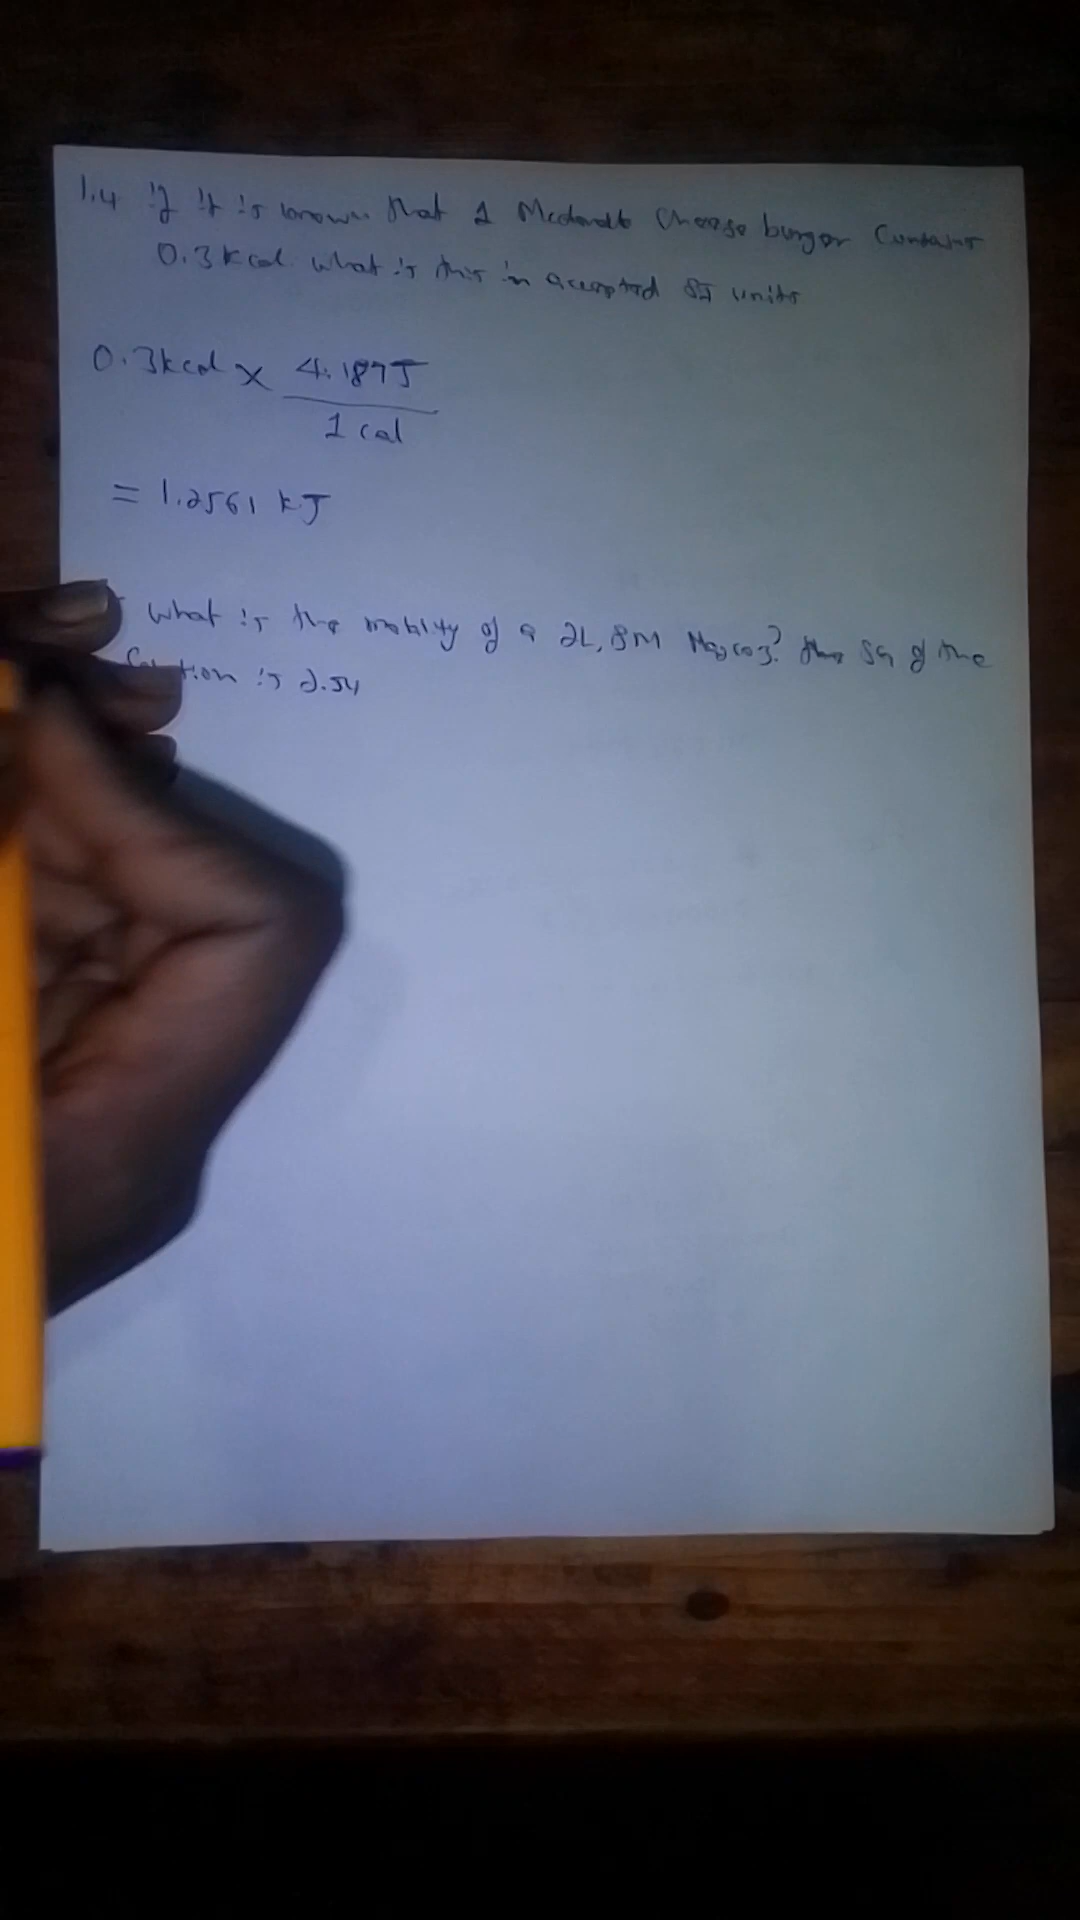 1.4 if it is known that 1 Mcdonalds Cheese burger Contains
0.3kcal what is this in accepted SI units
0.3kcal x 4.187J
1 cal
= 1.2561 kJ
what is the molality of a 2L, 8M Na2CO3? the SG of the
tion is 2.54